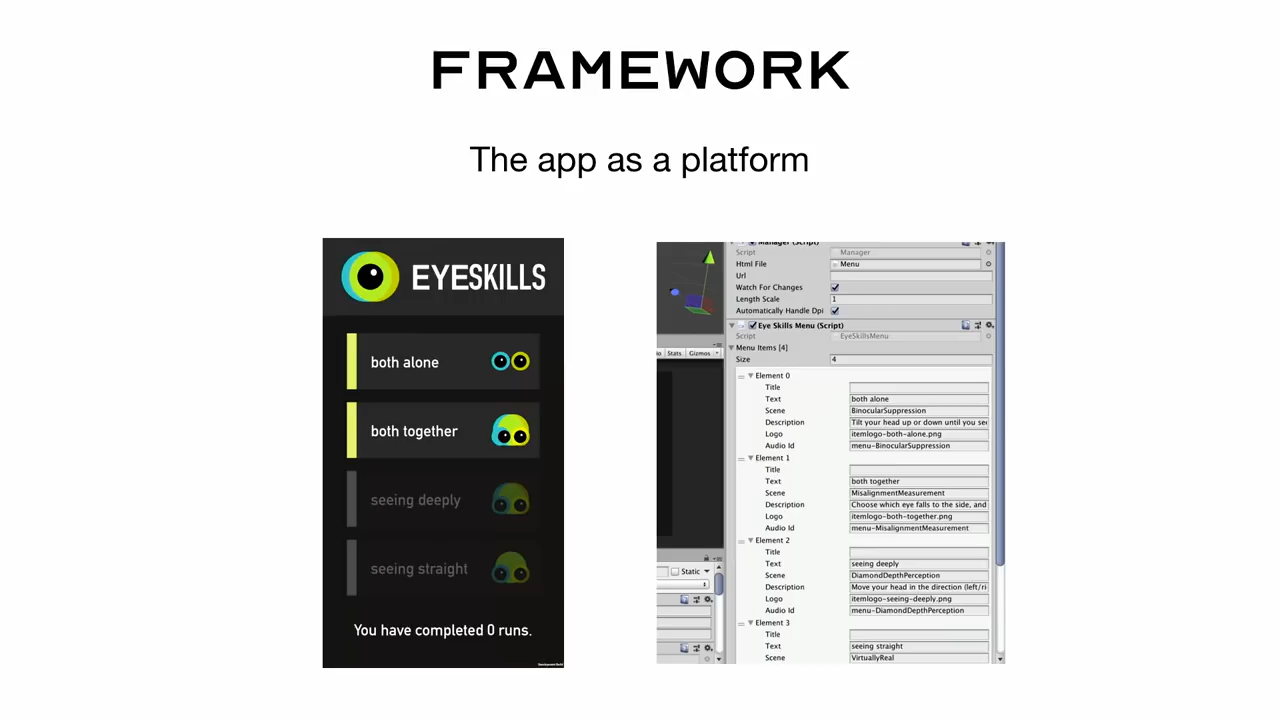 FRAMEWORK
The app as a platform
EYESKILLS
both alone
both together
seeing deeply
seeing straight
You have completed 0 runs.
Development Build
Manager (Script)
Script Manager
Html File Menu
Url
Watch For Changes
Length Scale 1
Automatically Handle Dpi
Eye Skills Menu (Script)
Script EyeSkillsMenu
Stats Gizmos
Menu Items [4]
Size 4
Element 0
Title
Text both alone
Scene BinocularSuppression
Description Tilt your head up or down until you see
Logo itemlogo-both-alone.png
Audio Id menu-BinocularSuppression
Element 1
Title
Text both together
Scene MisalignmentMeasurement
Description Choose which eye falls to the side, and
Logo itemlogo-both-together.png
Audio Id menu-MisalignmentMeasurement
Element 2
Title
Text seeing deeply
Static
Scene DiamondDepthPerception
Description Move your head in the direction (left/ri
Logo itemlogo-seeing-deeply.png
Audio Id menu-DiamondDepthPerception
Element 3
Title
Text seeing straight
Scene VirtuallyReal